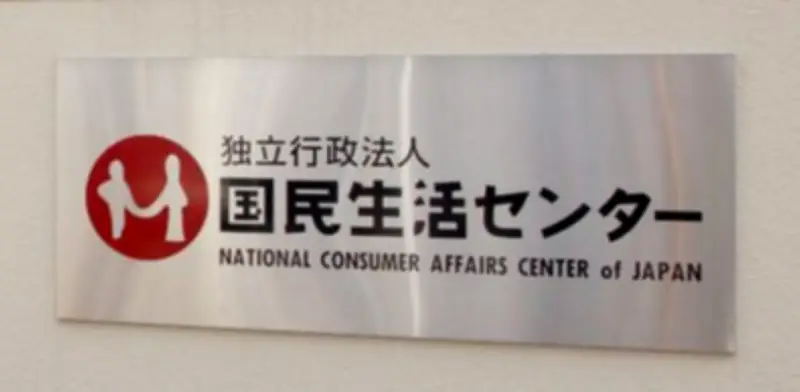 独立行政法人
国民生活センター
NATIONAL CONSUMER AFFAIRS CENTER of JAPAN